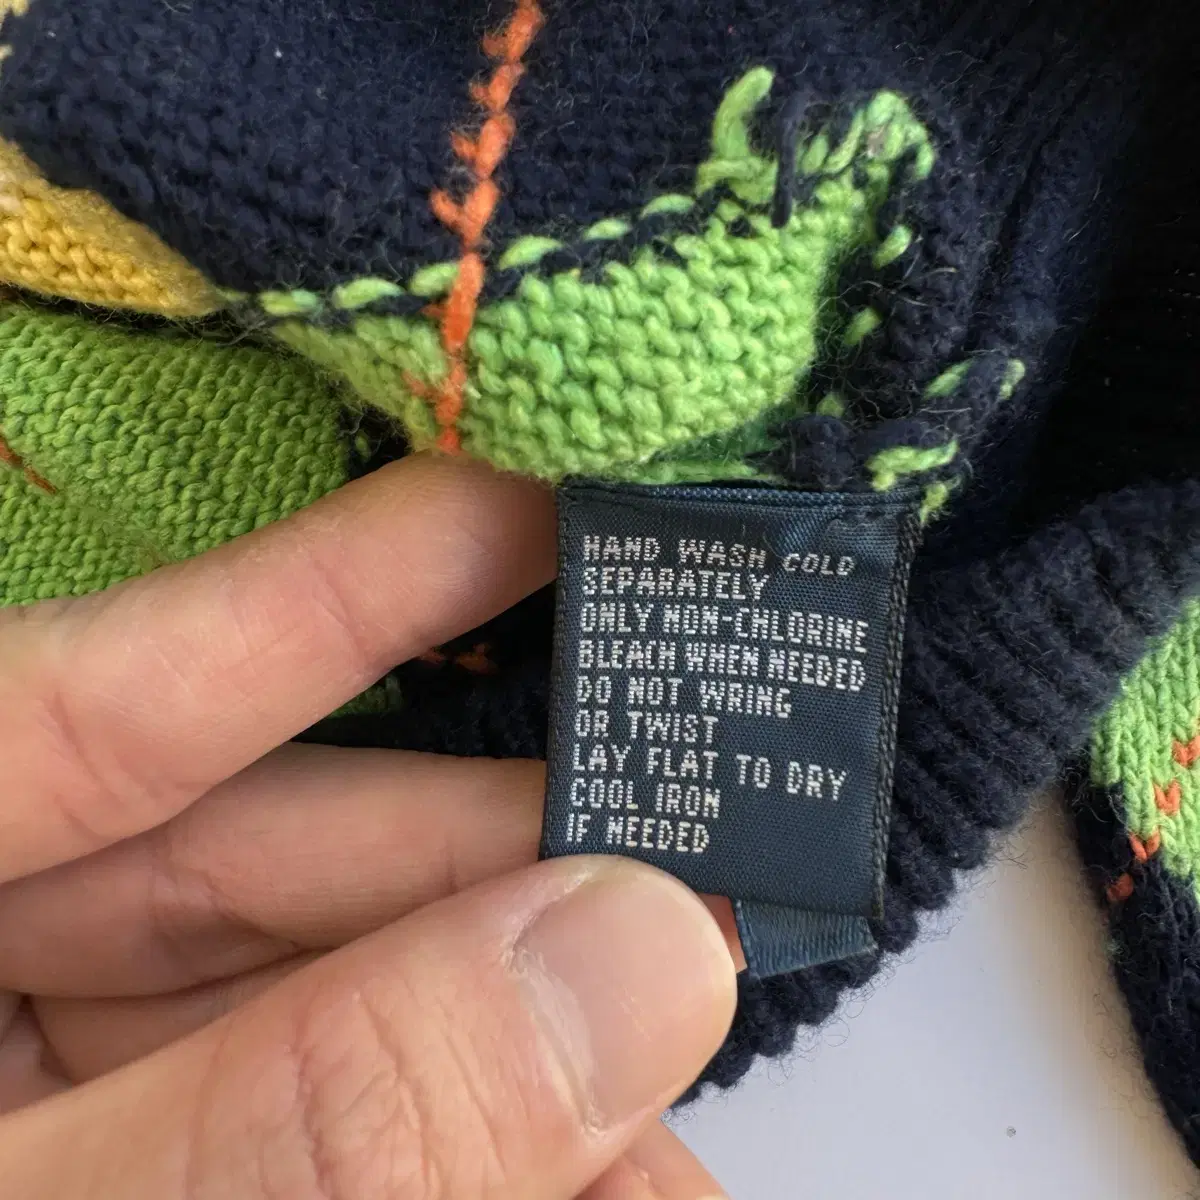 HAND WASH COLD
SEPARATELY
ONLY NON-CHLORINE
BLEACH WHEN NEEDED
DO NOT WRING
OR TWIST
LAY FLAT TO DRY
COOL IRON
IF NEEDED